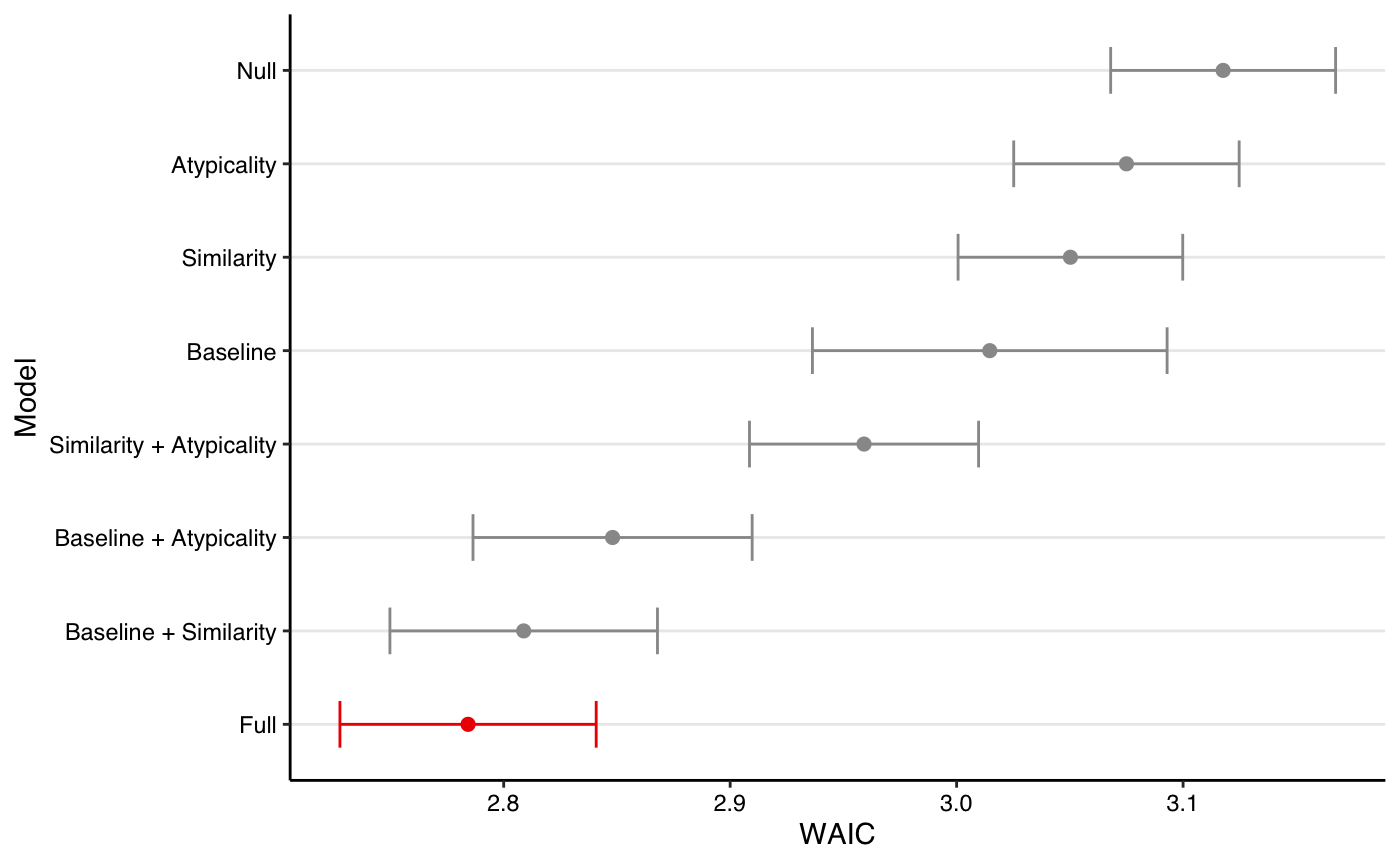 Null
Atypicality
Similarity
Baseline
Similarity + Atypicality
Baseline + Atypicality
Baseline + Similarity
Full
Model
2.8 2.9 3.0 3.1
WAIC